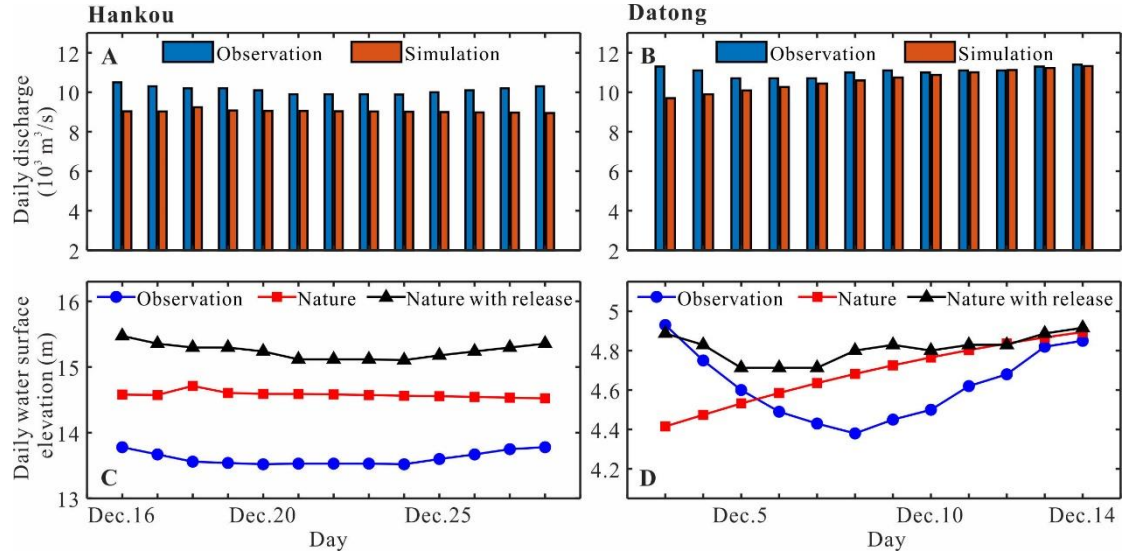 Hankou
Datong
Daily discharge
(10³ m³/s)
12
10
8
6
4
2
A
Observation
Simulation
12
10
8
6
4
2
B
Observation
Simulation
Daily water surface
elevation (m)
16
15
14
13
Observation
Nature
Nature with release
C
Dec.16
Dec.20
Dec.25
Day
5
4.8
4.6
4.4
4.2
Observation
Nature
Nature with release
D
Dec.5
Dec.10
Dec.14
Day